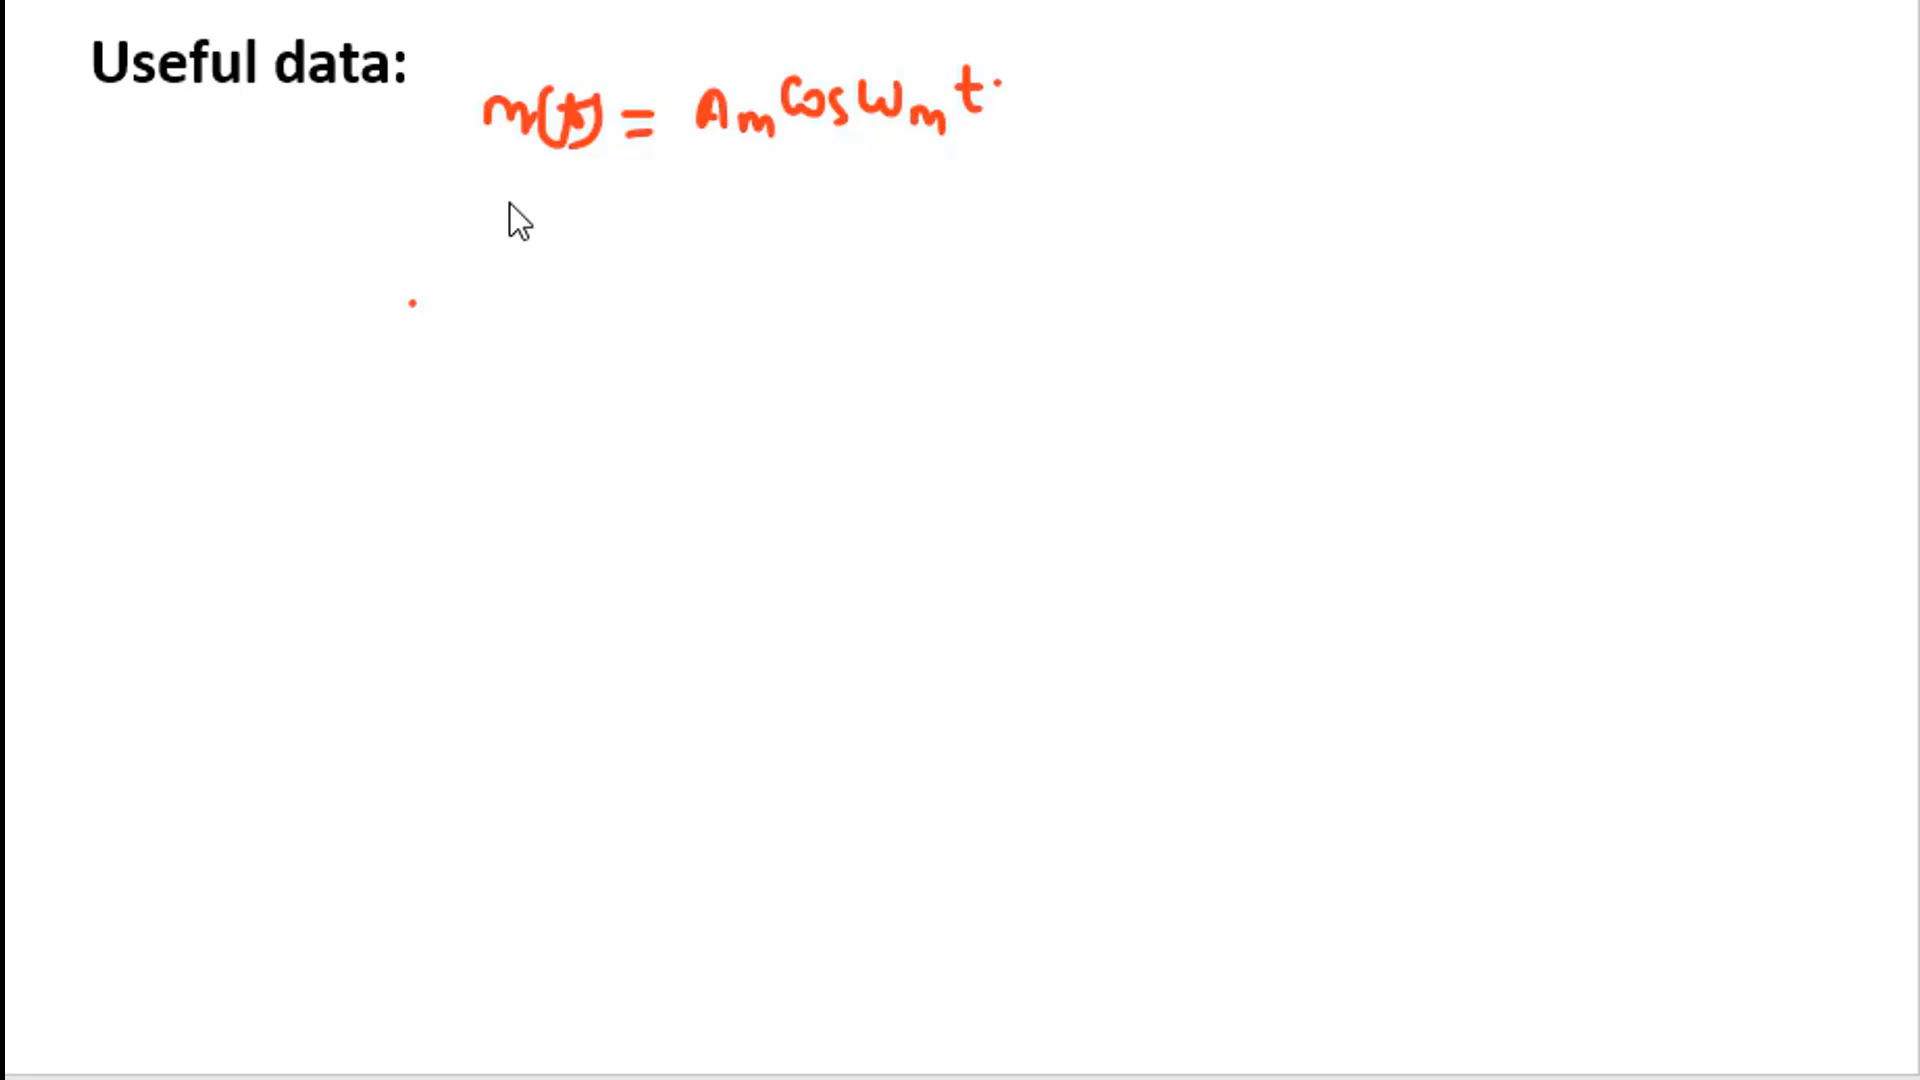 Useful data:
m(t) = Am Cos ωm t